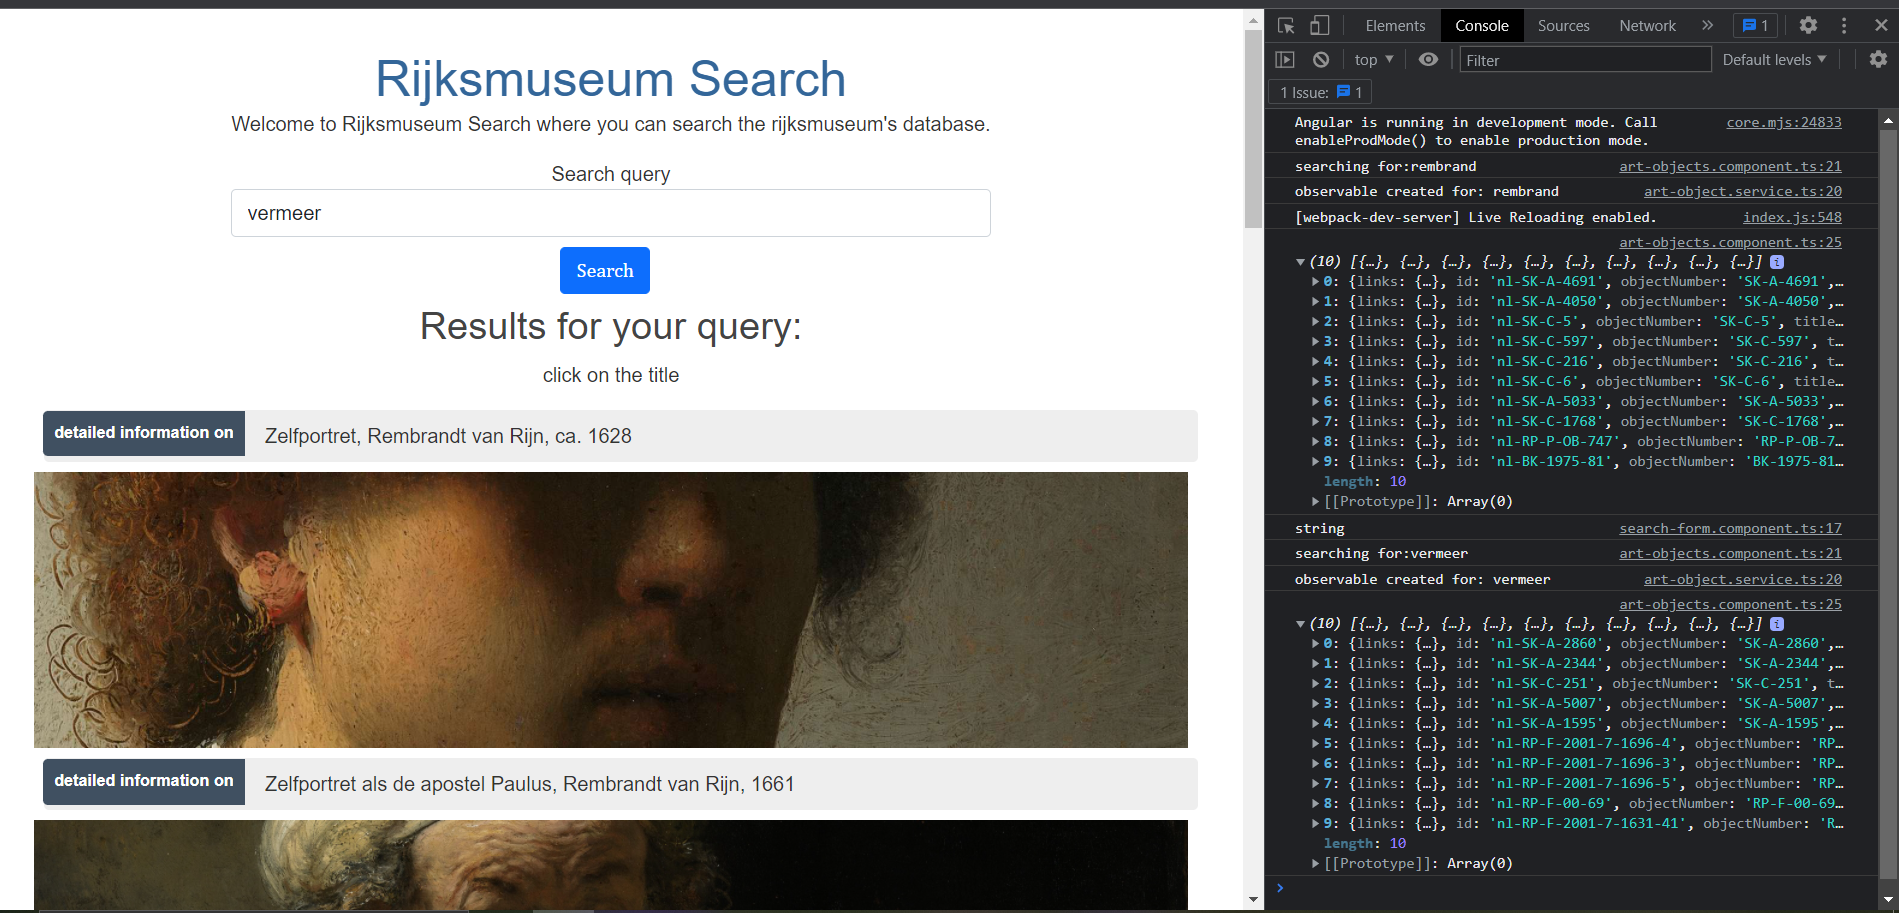 Rijksmuseum Search
Welcome to Rijksmuseum Search where you can search the rijksmuseum's database.
Search query
vermeer
Search
Results for your query:
click on the title
detailed information on Zelfportret, Rembrandt van Rijn, ca. 1628
detailed information on Zelfportret als de apostel Paulus, Rembrandt van Rijn, 1661
Elements Console Sources Network » 1
top ▼ Filter Default levels ▼
1 Issue: 1
Angular is running in development mode. Call core.mjs:24833
enableProdMode() to enable production mode.
searching for:rembrand art-objects.component.ts:21
observable created for: rembrand art-object.service.ts:20
[webpack-dev-server] Live Reloading enabled. index.js:548
art-objects.component.ts:25
▼(10) [{…}, {…}, {…}, {…}, {…}, {…}, {…}, {…}, {…}, {…}] i
▶0: {links: {…}, id: 'nl-SK-A-4691', objectNumber: 'SK-A-4691',…
▶1: {links: {…}, id: 'nl-SK-A-4050', objectNumber: 'SK-A-4050',…
▶2: {links: {…}, id: 'nl-SK-C-5', objectNumber: 'SK-C-5', title…
▶3: {links: {…}, id: 'nl-SK-C-597', objectNumber: 'SK-C-597', t…
▶4: {links: {…}, id: 'nl-SK-C-216', objectNumber: 'SK-C-216', t…
▶5: {links: {…}, id: 'nl-SK-C-6', objectNumber: 'SK-C-6', title…
▶6: {links: {…}, id: 'nl-SK-A-5033', objectNumber: 'SK-A-5033',…
▶7: {links: {…}, id: 'nl-SK-C-1768', objectNumber: 'SK-C-1768',…
▶8: {links: {…}, id: 'nl-RP-P-OB-747', objectNumber: 'RP-P-OB-7…
▶9: {links: {…}, id: 'nl-BK-1975-81', objectNumber: 'BK-1975-81…
length: 10
▶[[Prototype]]: Array(0)
string search-form.component.ts:17
searching for:vermeer art-objects.component.ts:21
observable created for: vermeer art-object.service.ts:20
art-objects.component.ts:25
▼(10) [{…}, {…}, {…}, {…}, {…}, {…}, {…}, {…}, {…}, {…}] i
▶0: {links: {…}, id: 'nl-SK-A-2860', objectNumber: 'SK-A-2860',…
▶1: {links: {…}, id: 'nl-SK-A-2344', objectNumber: 'SK-A-2344',…
▶2: {links: {…}, id: 'nl-SK-C-251', objectNumber: 'SK-C-251', t…
▶3: {links: {…}, id: 'nl-SK-A-5007', objectNumber: 'SK-A-5007',…
▶4: {links: {…}, id: 'nl-SK-A-1595', objectNumber: 'SK-A-1595',…
▶5: {links: {…}, id: 'nl-RP-F-2001-7-1696-4', objectNumber: 'RP…
▶6: {links: {…}, id: 'nl-RP-F-2001-7-1696-3', objectNumber: 'RP…
▶7: {links: {…}, id: 'nl-RP-F-2001-7-1696-5', objectNumber: 'RP…
▶8: {links: {…}, id: 'nl-RP-F-00-69', objectNumber: 'RP-F-00-69…
▶9: {links: {…}, id: 'nl-RP-F-2001-7-1631-41', objectNumber: 'R…
length: 10
▶[[Prototype]]: Array(0)